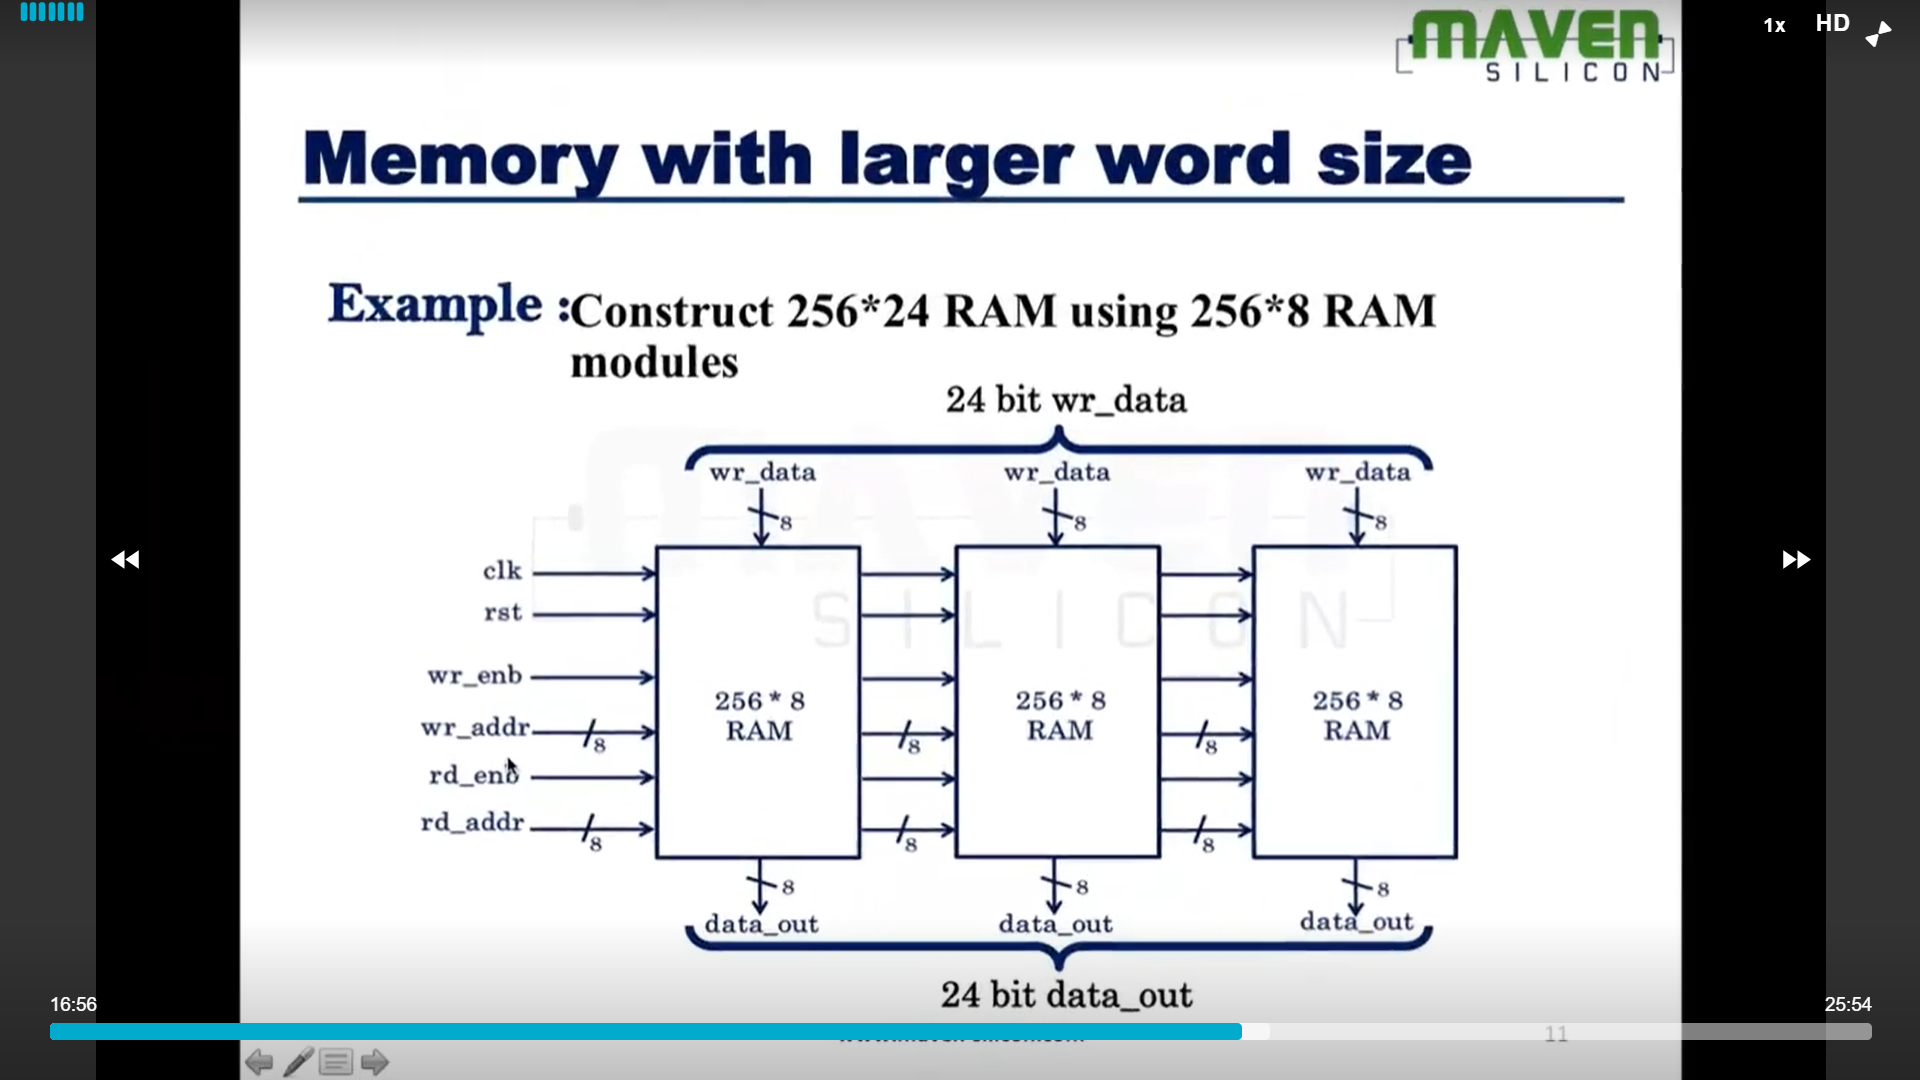 1x HD
MAVEN
SILICON
Memory with larger word size
Example :Construct 256*24 RAM using 256*8 RAM
modules
24 bit wr_data
wr_data wr_data wr_data
8 8 8
clk
rst
wr_enb
256 * 8 256 * 8 256 * 8
RAM RAM RAM
wr_addr 8 8 8
rd_enb
rd_addr 8 8 8
8 8 8
data_out data_out data_out
24 bit data_out
16:56 25:54
11